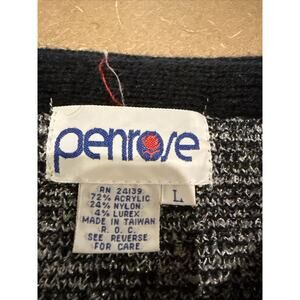 penrose
RN 24139
72% ACRYLIC
24% NYLON
4% LUREX
MADE IN TAIWAN
R. O. C.
SEE REVERSE
FOR CARE
L